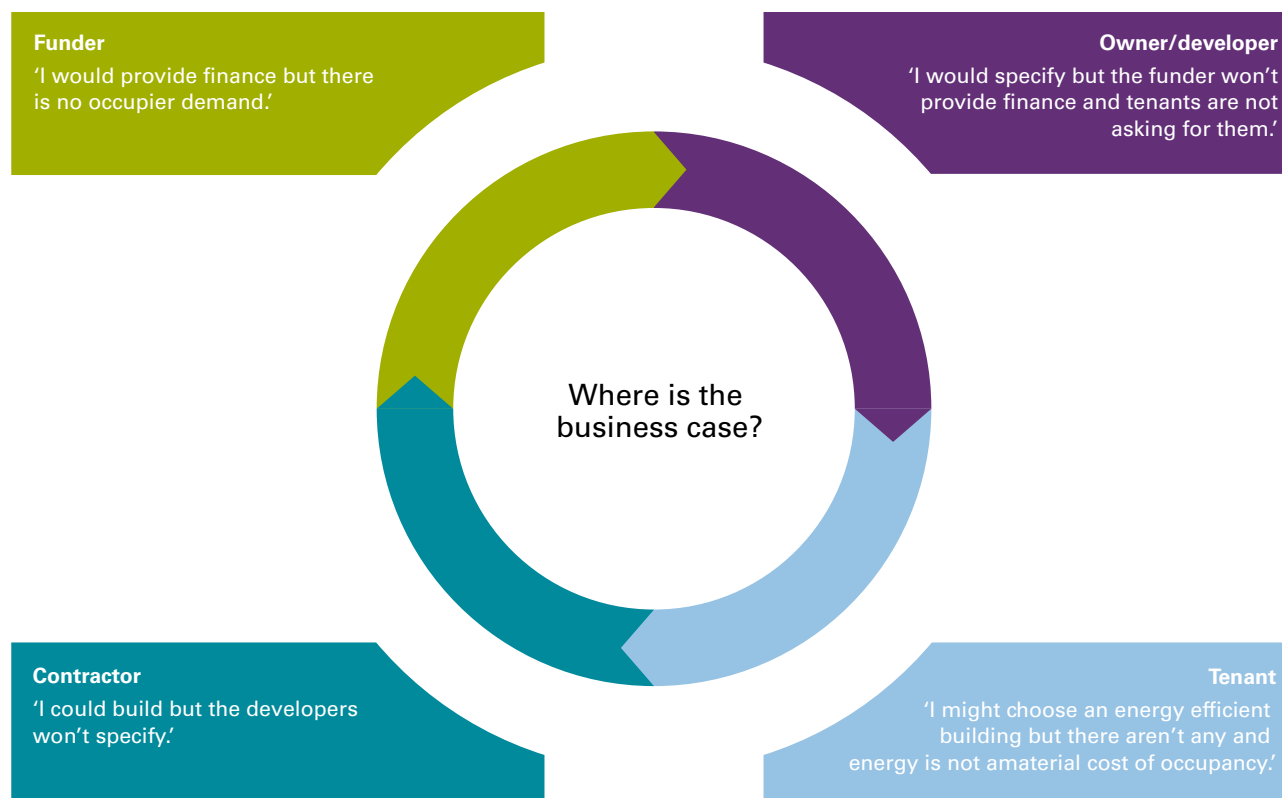 Funder
‘I would provide finance but there
is no occupier demand.’
Owner/developer
‘I would specify but the funder won’t
provide finance and tenants are not
asking for them.’
Where is the
business case?
Contractor
‘I could build but the developers
won’t specify.’
Tenant
‘I might choose an energy efficient
building but there aren’t any and
energy is not amaterial cost of occupancy.’